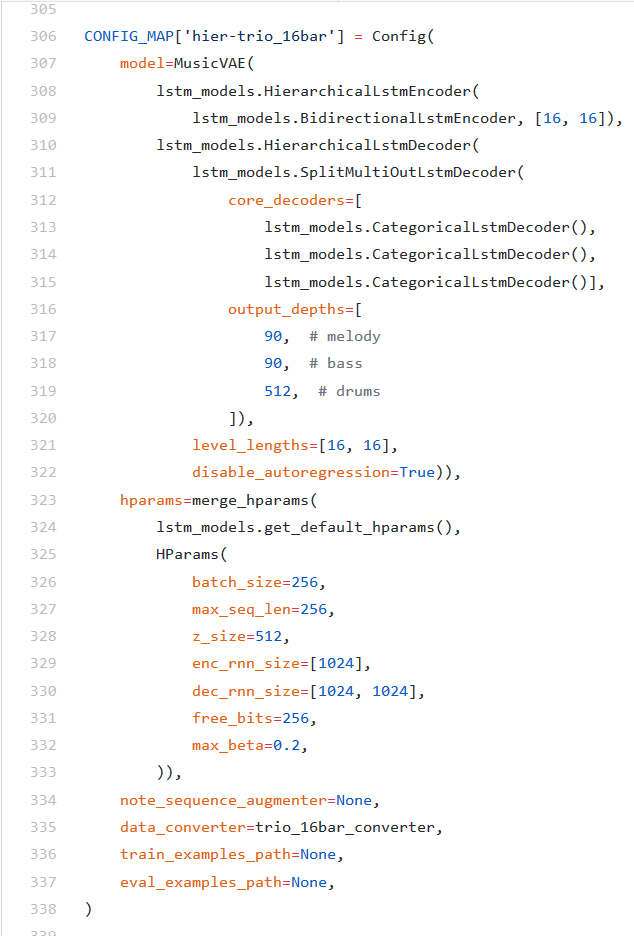 305
306 CONFIG_MAP['hier-trio_16bar'] = Config(
307     model=MusicVAE(
308         lstm_models.HierarchicalLstmEncoder(
309             lstm_models.BidirectionalLstmEncoder, [16, 16]),
310         lstm_models.HierarchicalLstmDecoder(
311             lstm_models.SplitMultiOutLstmDecoder(
312                 core_decoders=[
313                     lstm_models.CategoricalLstmDecoder(),
314                     lstm_models.CategoricalLstmDecoder(),
315                     lstm_models.CategoricalLstmDecoder()],
316                 output_depths=[
317                     90,  # melody
318                     90,  # bass
319                     512,  # drums
320                 ]),
321             level_lengths=[16, 16],
322             disable_autoregression=True)),
323     hparams=merge_hparams(
324         lstm_models.get_default_hparams(),
325         HParams(
326             batch_size=256,
327             max_seq_len=256,
328             z_size=512,
329             enc_rnn_size=[1024],
330             dec_rnn_size=[1024, 1024],
331             free_bits=256,
332             max_beta=0.2,
333         )),
334     note_sequence_augmenter=None,
335     data_converter=trio_16bar_converter,
336     train_examples_path=None,
337     eval_examples_path=None,
338 )
339